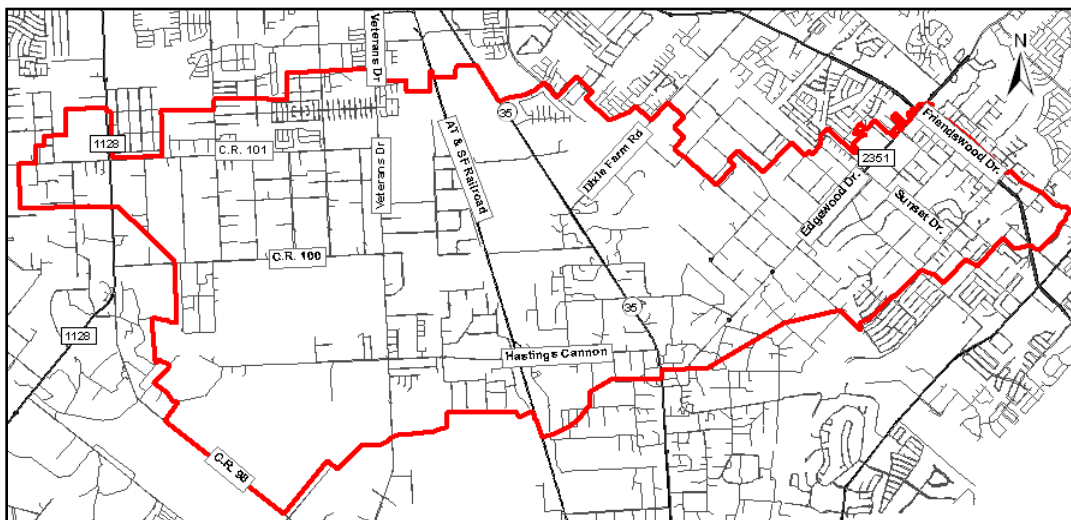 Veterans Dr
N
35
1128
C.R. 101
AT & SF Railroad
Dixie Farm Rd
Friendswood Dr.
2351
Veterans Dr
Edgewood Dr.
Sunset Dr.
C.R. 100
35
1128
Hastings Cannon
C.R. 98